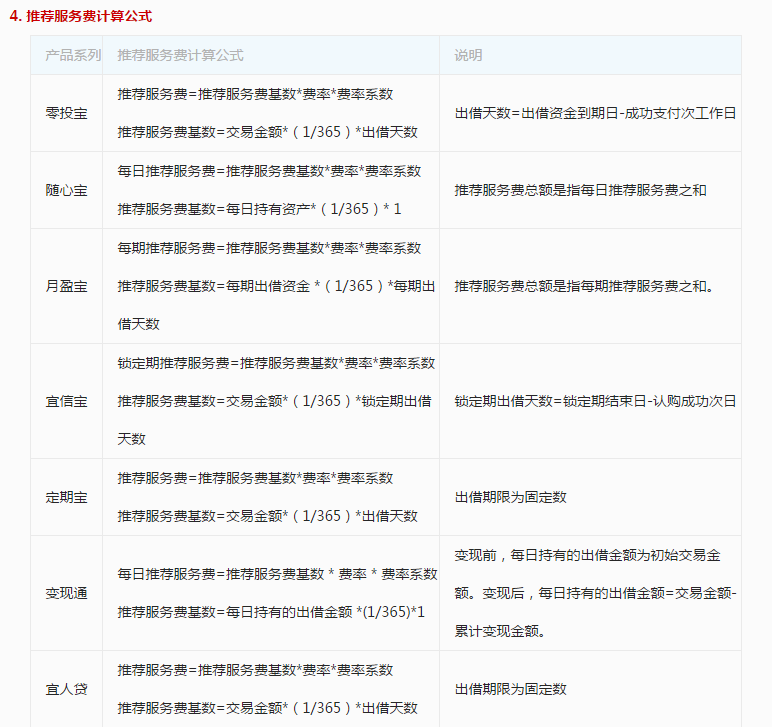 4. 推荐服务费计算公式
产品系列 推荐服务费计算公式 说明
零投宝
推荐服务费=推荐服务费基数*费率*费率系数
推荐服务费基数=交易金额*（1/365）*出借天数
出借天数=出借资金到期日-成功支付次工作日
随心宝
每日推荐服务费=推荐服务费基数*费率*费率系数
推荐服务费基数=每日持有资产*（1/365）* 1
推荐服务费总额是指每日推荐服务费之和
月盈宝
每期推荐服务费=推荐服务费基数*费率*费率系数
推荐服务费基数=每期出借资金 *（1/365）*每期出
借天数
推荐服务费总额是指每期推荐服务费之和。
宜信宝
锁定期推荐服务费=推荐服务费基数*费率*费率系数
推荐服务费基数=交易金额*（1/365）*锁定期出借
天数
锁定期出借天数=锁定期结束日-认购成功次日
定期宝
推荐服务费=推荐服务费基数*费率*费率系数
推荐服务费基数=交易金额*（1/365）*出借天数
出借期限为固定数
变现通
每日推荐服务费=推荐服务费基数 * 费率 * 费率系数
推荐服务费基数=每日持有的出借金额 *(1/365)*1
变现前，每日持有的出借金额为初始交易金
额。变现后，每日持有的出借金额=交易金额-
累计变现金额。
宜人贷
推荐服务费=推荐服务费基数*费率*费率系数
推荐服务费基数=交易金额*（1/365）*出借天数
出借期限为固定数